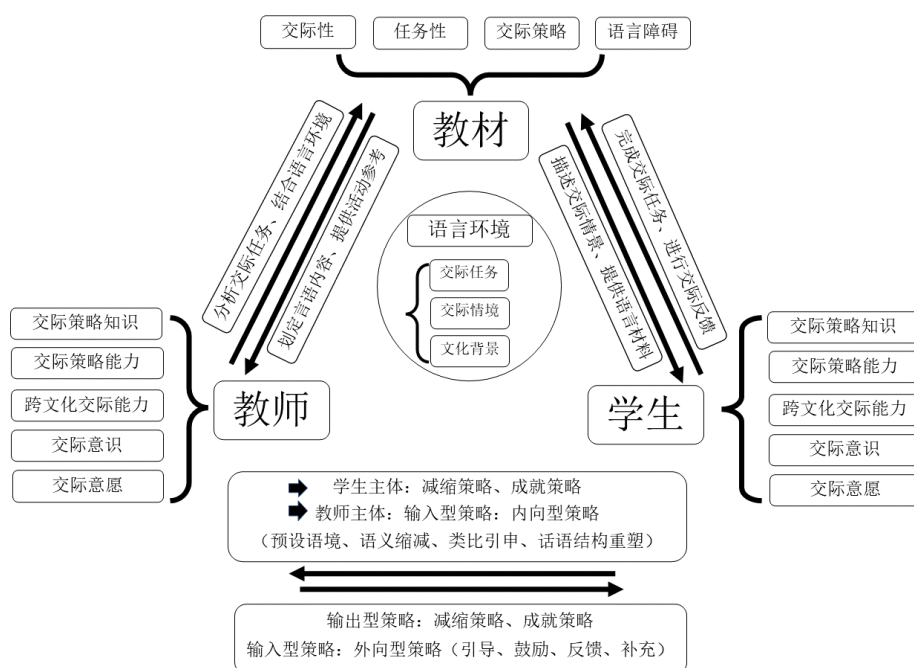 交际性
任务性
交际策略
语言障碍
教材
分析交际任务、结合语言环境
划定言语内容、提供活动参考
描述交际情景、提供语言材料
完成交际任务、进行交际反馈
语言环境
交际任务
交际情境
文化背景
交际策略知识
交际策略能力
跨文化交际能力
交际意识
交际意愿
教师
学生
交际策略知识
交际策略能力
跨文化交际能力
交际意识
交际意愿
学生主体：减缩策略、成就策略
教师主体：输入型策略：内向型策略
（预设语境、语义缩减、类比引申、话语结构重塑）
输出型策略：减缩策略、成就策略
输入型策略：外向型策略（引导、鼓励、反馈、补充）